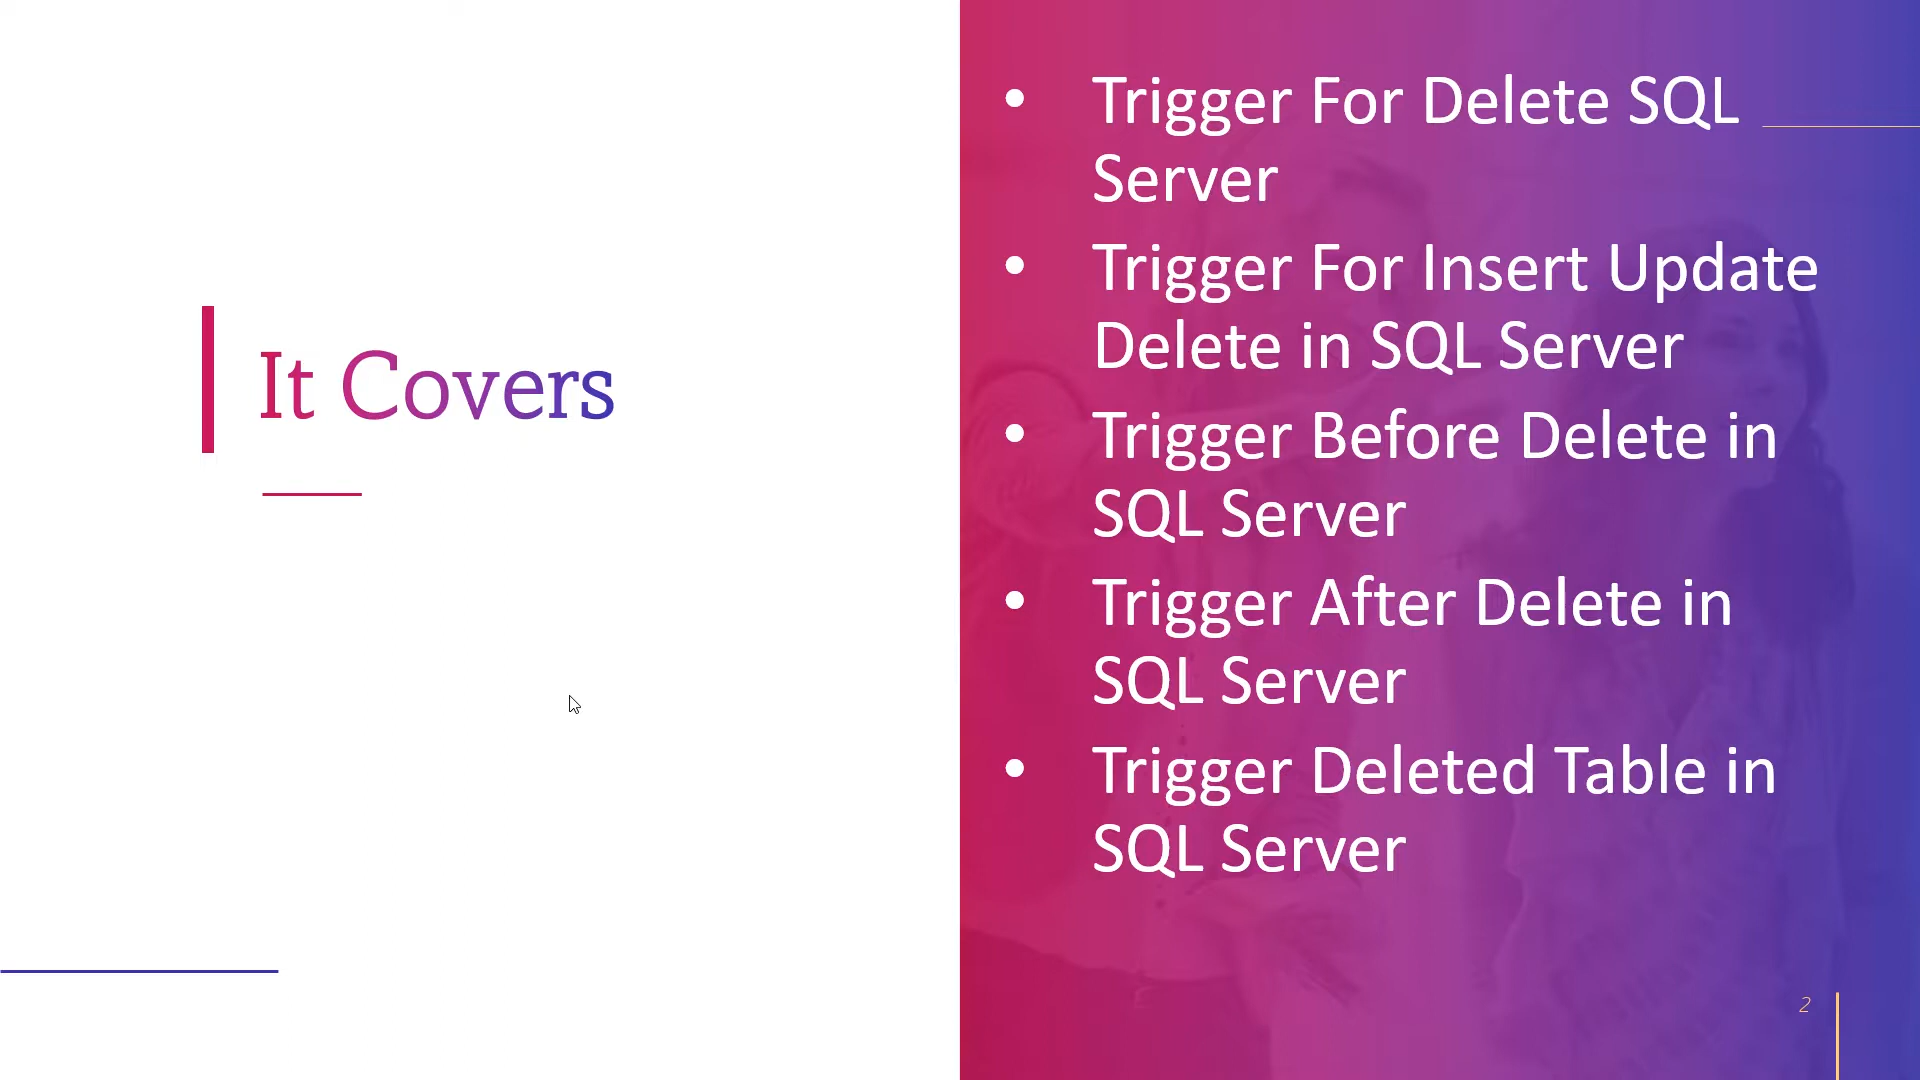 It Covers
• Trigger For Delete SQL
Server
• Trigger For Insert Update
Delete in SQL Server
• Trigger Before Delete in
SQL Server
• Trigger After Delete in
SQL Server
• Trigger Deleted Table in
SQL Server
2